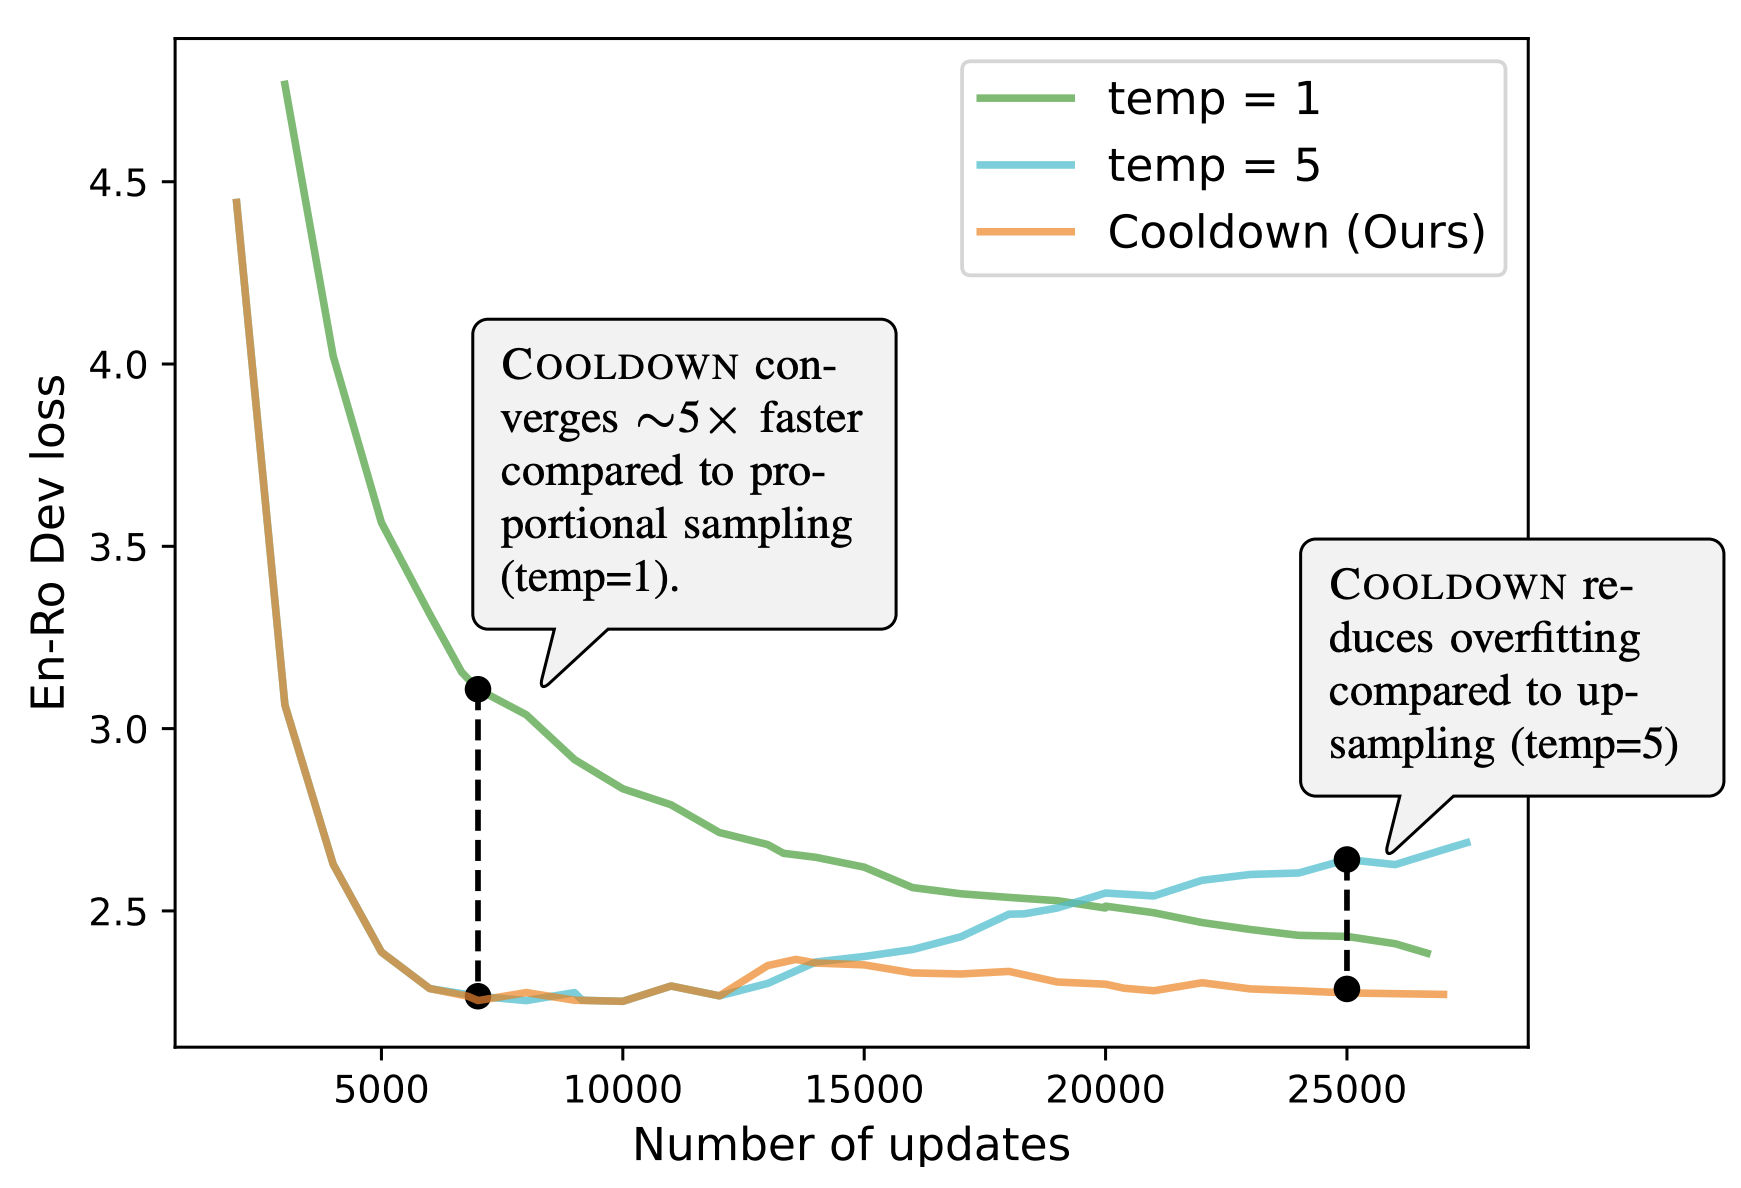 temp = 1
temp = 5
Cooldown (Ours)
4.5
4.0
3.5
3.0
2.5
En-Ro Dev loss
COOLDOWN con-
verges ∼5× faster
compared to pro-
portional sampling
(temp=1).
COOLDOWN re-
duces overfitting
compared to up-
sampling (temp=5)
5000 10000 15000 20000 25000
Number of updates